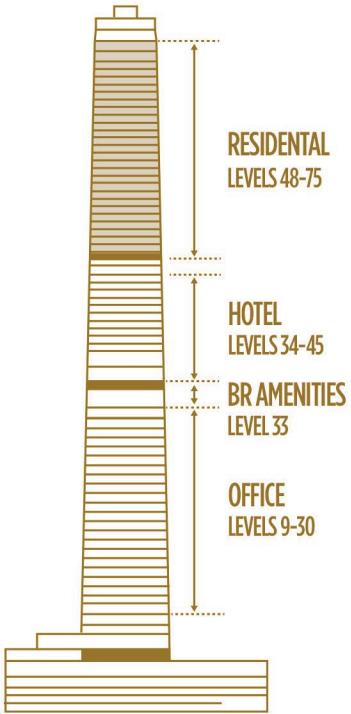 RESIDENTAL
LEVELS 48-75
HOTEL
LEVELS 34-45
BR AMENITIES
LEVEL 33
OFFICE
LEVELS 9-30